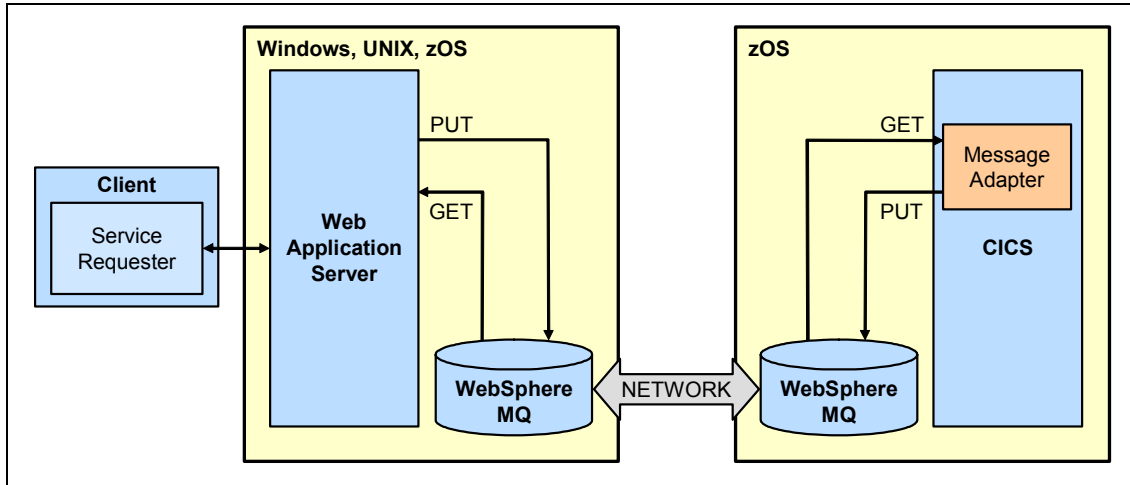 Windows, UNIX, zOS
zOS
PUT
GET
Client
Service
Requester
Web
Application
Server
GET
Message
Adapter
PUT
CICS
WebSphere
MQ
NETWORK
WebSphere
MQ